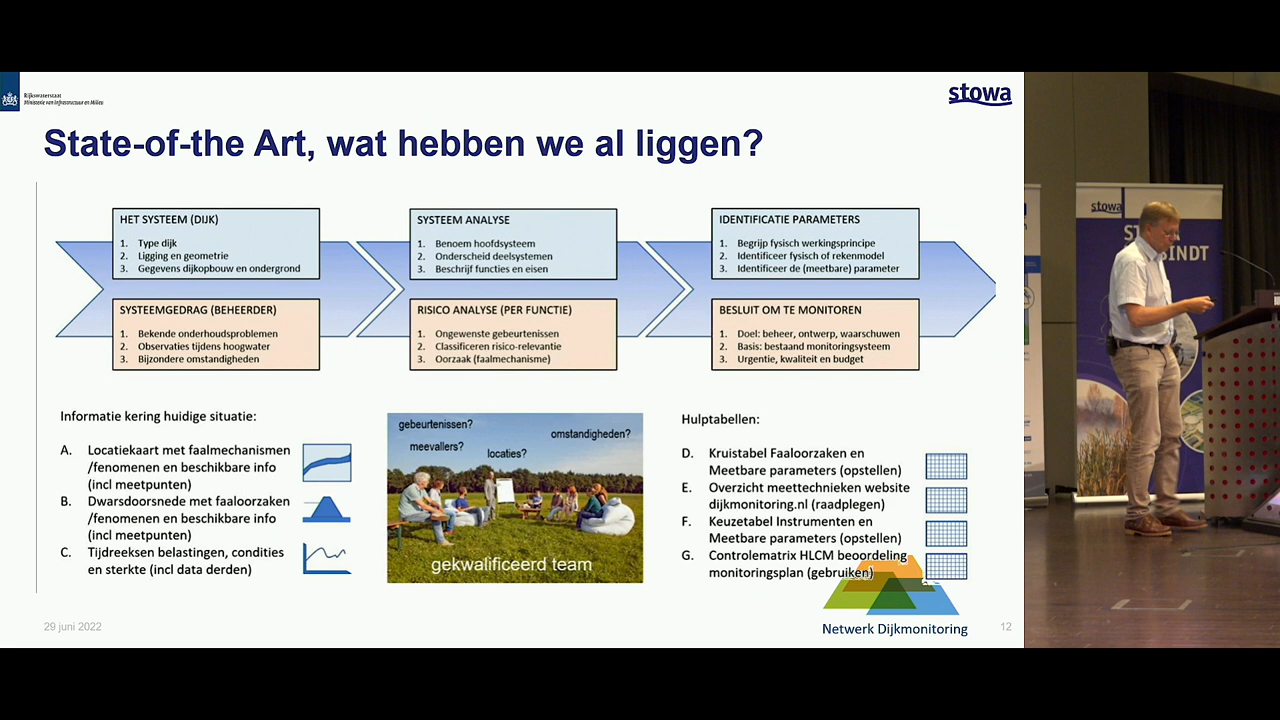 Rijkswaterstaat
Ministerie van Infrastructuur en Milieu
stowa
State-of-the Art, wat hebben we al liggen?
HET SYSTEEM (DIJK)
1. Type dijk
2. Ligging en geometrie
3. Gegevens dijkopbouw en ondergrond
SYSTEEM ANALYSE
1. Benoem hoofdsysteem
2. Onderscheid deelsystemen
3. Beschrijf functies en eisen
IDENTIFICATIE PARAMETERS
1. Begrijp fysisch werkingsprincipe
2. Identificeer fysisch of rekenmodel
3. Identificeer de (meetbare) parameter
SYSTEEMGEDRAG (BEHEERDER)
1. Bekende onderhoudsproblemen
2. Observaties tijdens hoogwater
3. Bijzondere omstandigheden
RISICO ANALYSE (PER FUNCTIE)
1. Ongewenste gebeurtenissen
2. Classificeren risico-relevantie
3. Oorzaak (faalmechanisme)
BESLUIT OM TE MONITOREN
1. Doel: beheer, ontwerp, waarschuwen
2. Basis: bestaand monitoringsysteem
3. Urgentie, kwaliteit en budget
Informatie kering huidige situatie:
A. Locatiekaart met faalmechanismen
/fenomenen en beschikbare info
(incl meetpunten)
B. Dwarsdoorsnede met faaloorzaken
/fenomenen en beschikbare info
(incl meetpunten)
C. Tijdreeksen belastingen, condities
en sterkte (incl data derden)
gebeurtenissen?
meevallers?
locaties?
omstandigheden?
gekwalificeerd team
Hulptabellen:
D. Kruistabel Faaloorzaken en
Meetbare parameters (opstellen)
E. Overzicht meettechnieken website
dijkmonitoring.nl (raadplegen)
F. Keuzetabel Instrumenten en
Meetbare parameters (opstellen)
G. Controlematrix HLCM beoordeling
monitoringsplan (gebruiken)
Netwerk Dijkmonitoring
29 juni 2022
12
stowa
INDT